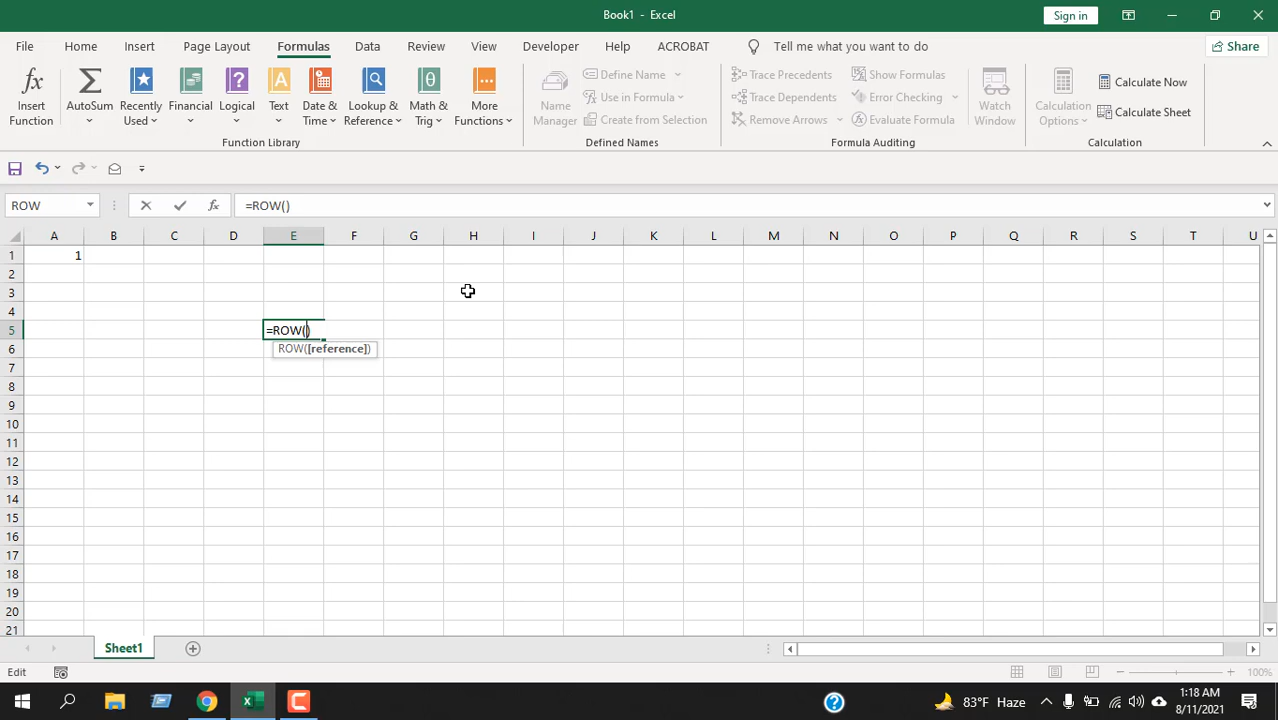 Book1 - Excel
Sign in
File Home Insert Page Layout Formulas Data Review View Developer Help ACROBAT Tell me what you want to do Share
Insert Function
AutoSum
Recently Used
Financial
Logical
Text
Date & Time
Lookup & Reference
Math & Trig
More Functions
Function Library
Name Manager
Define Name
Use in Formula
Create from Selection
Defined Names
Trace Precedents
Trace Dependents
Remove Arrows
Show Formulas
Error Checking
Evaluate Formula
Watch Window
Formula Auditing
Calculation Options
Calculate Now
Calculate Sheet
Calculation
ROW fx =ROW()
A B C D E F G H I J K L M N O P Q R S T U
1 1
2
3
4
5 =ROW()
6 ROW([reference])
7
8
9
10
11
12
13
14
15
16
17
18
19
20
21
Sheet1
Edit 100%
83°F Haze 1:18 AM
8/11/2021